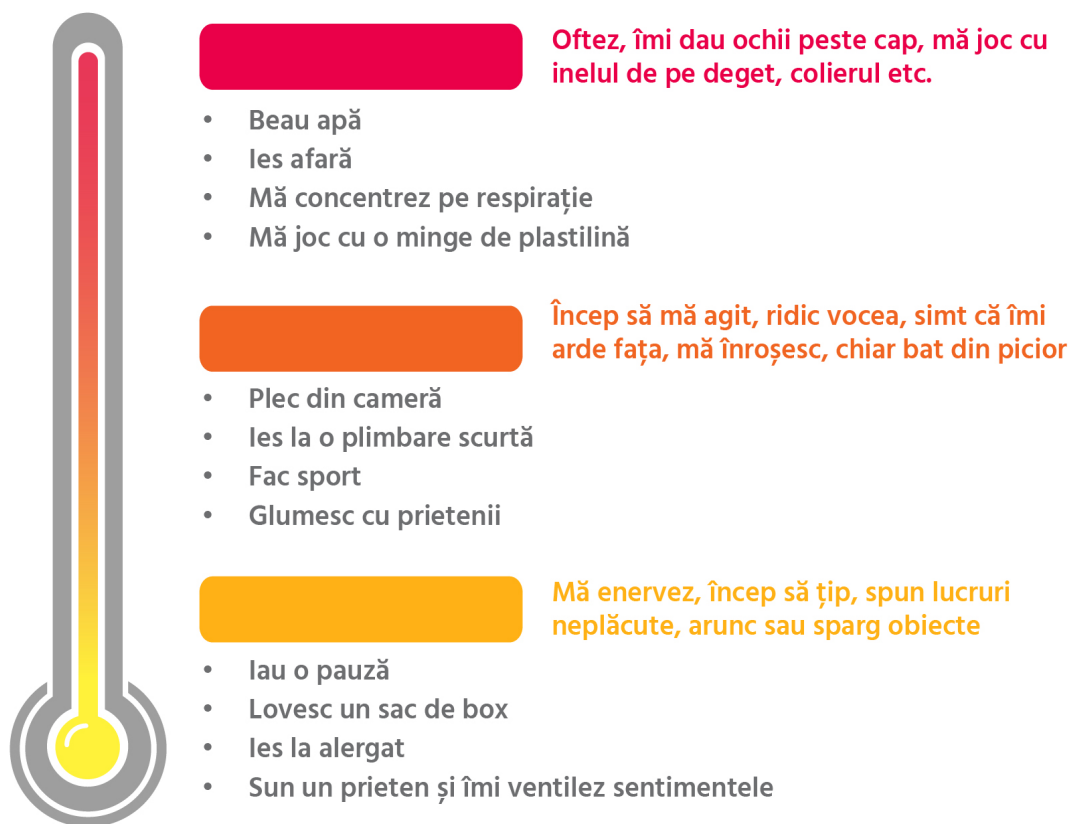 Oftez, îmi dau ochii peste cap, mă joc cu
inelul de pe deget, colierul etc.
• Beau apă
• Ies afară
• Mă concentrez pe respirație
• Mă joc cu o minge de plastilină
Încep să mă agit, ridic vocea, simt că îmi
arde fața, mă înroșesc, chiar bat din picior
• Plec din cameră
• Ies la o plimbare scurtă
• Fac sport
• Glumesc cu prietenii
Mă enervez, încep să țip, spun lucruri
neplăcute, arunc sau sparg obiecte
• Iau o pauză
• Lovesc un sac de box
• Ies la alergat
• Sun un prieten și îmi ventilez sentimentele